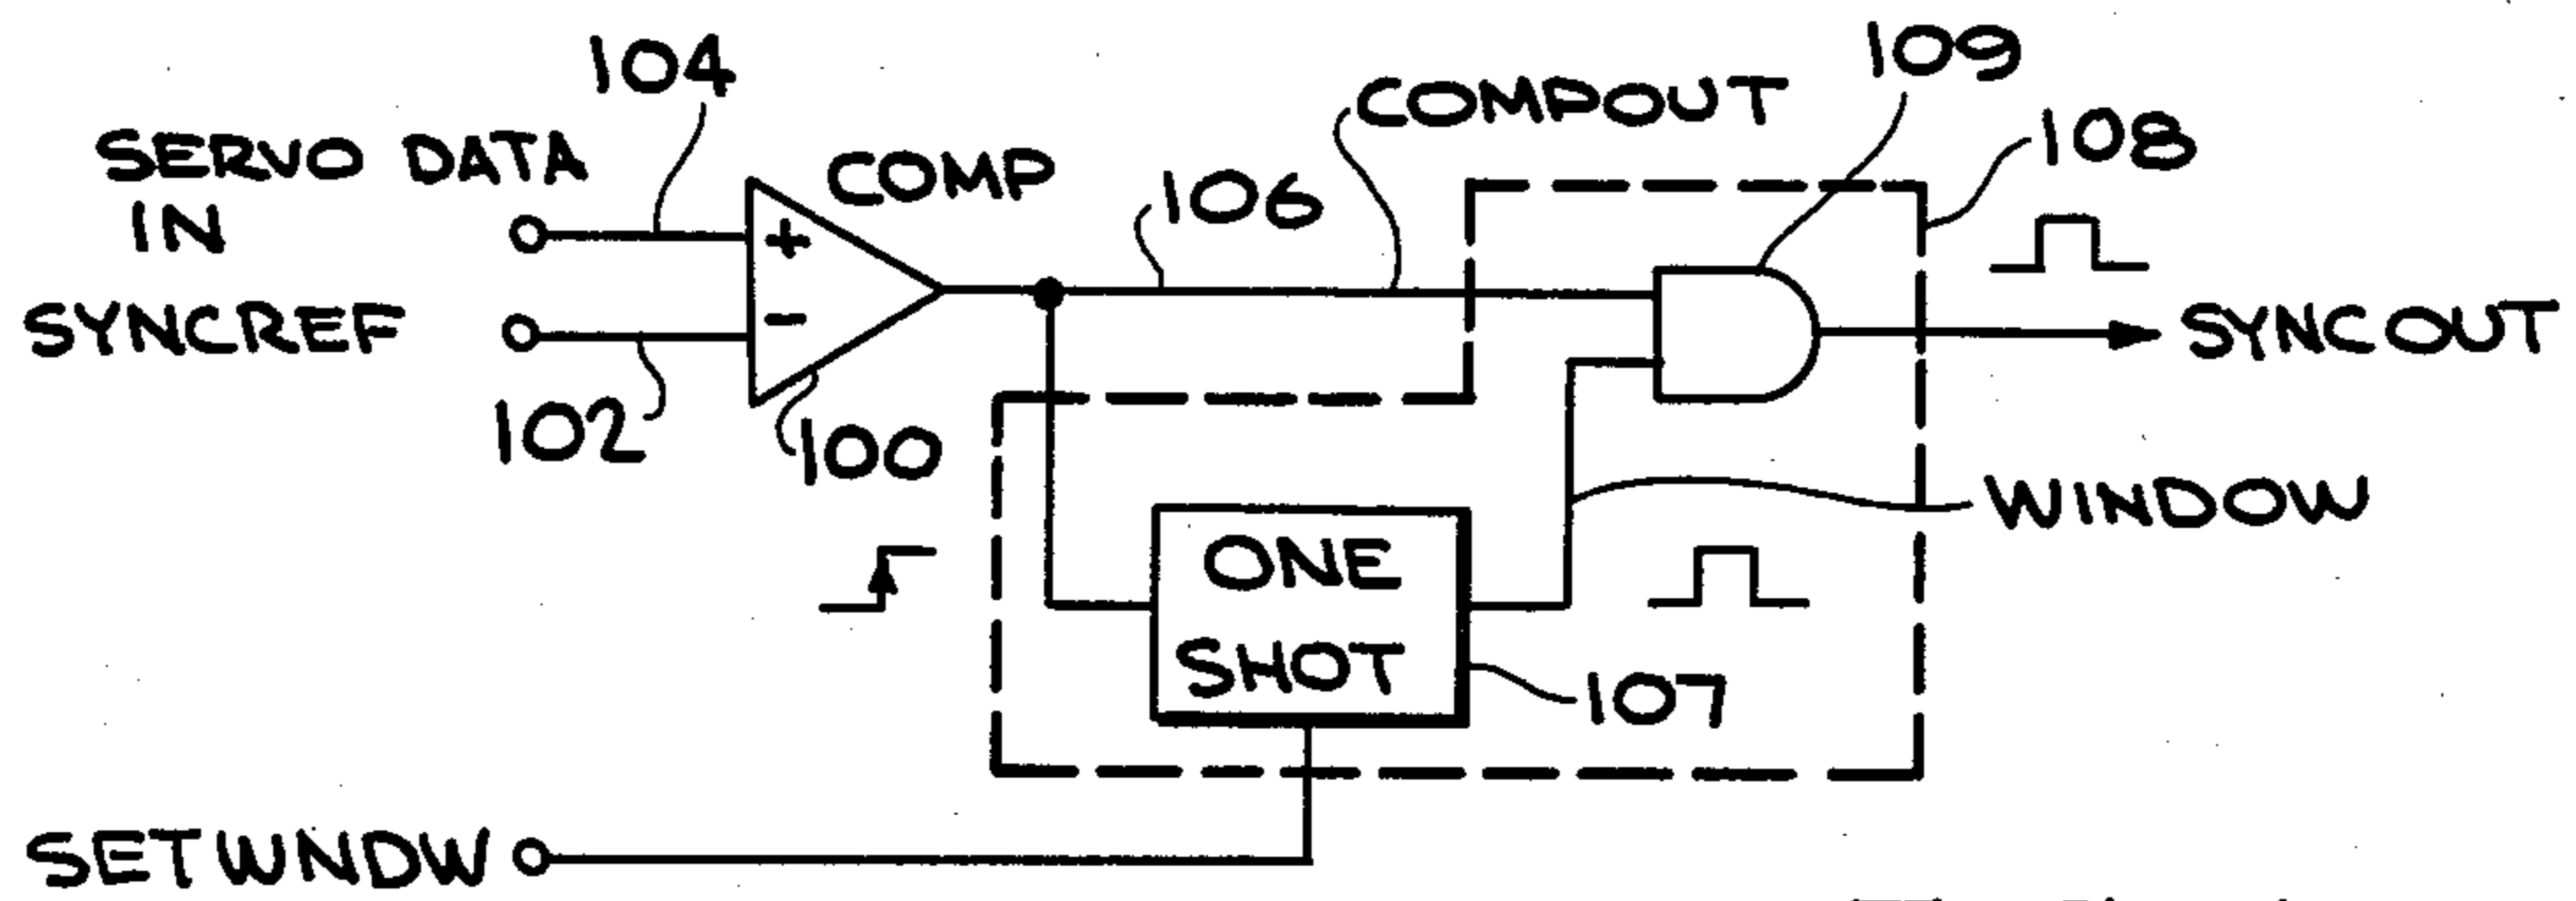 104
109
COMPOUT
108
SERVO DATA
IN
COMP
106
+
SYNCREF
-
SYNCOUT
102
100
WINDOW
ONE
SHOT
107
SETWNDW